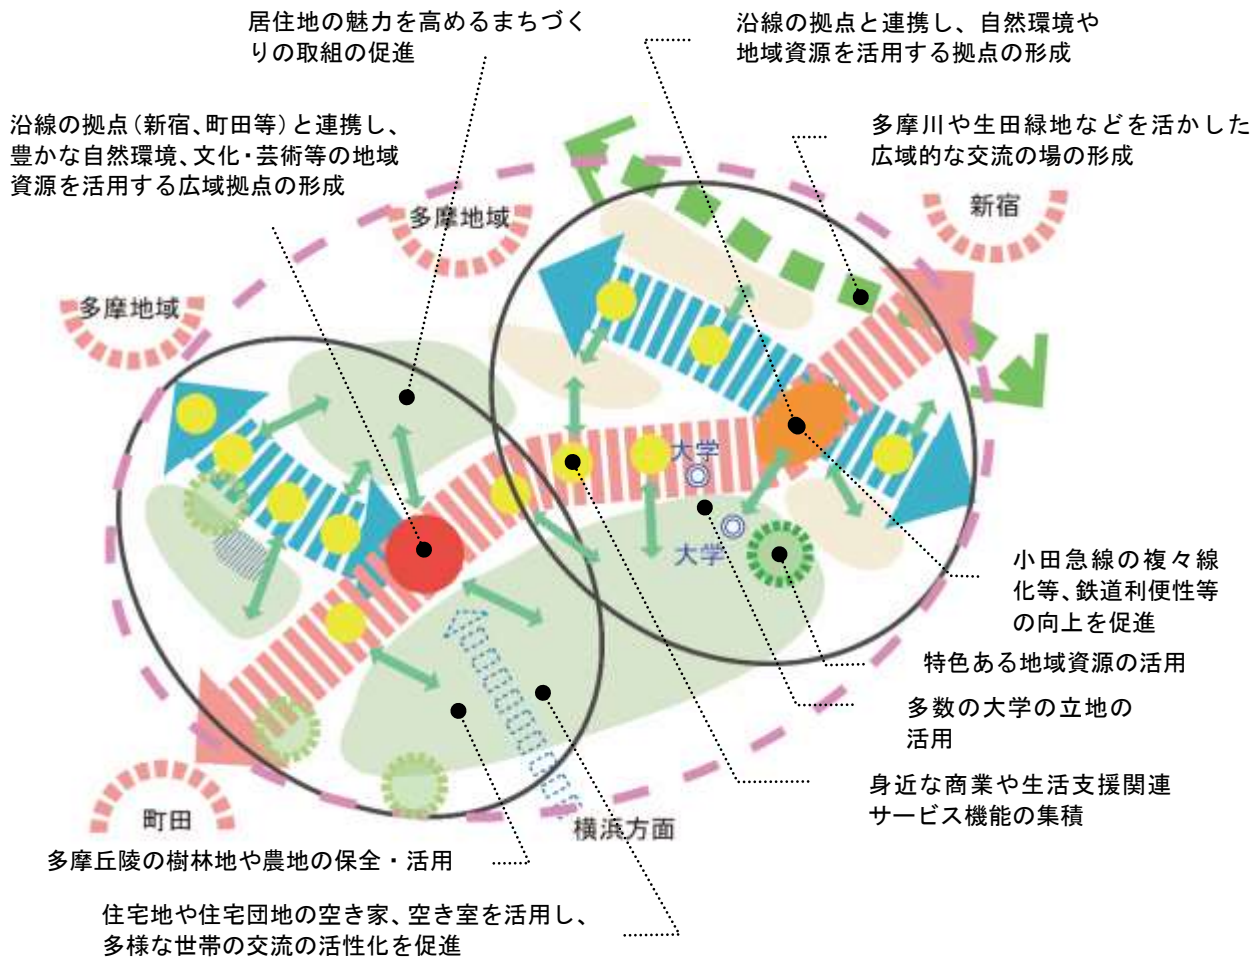 居住地の魅力を高めるまちづく
りの取組の促進
沿線の拠点と連携し、自然環境や
地域資源を活用する拠点の形成
沿線の拠点(新宿、町田等)と連携し、
豊かな自然環境、文化・芸術等の地域
資源を活用する広域拠点の形成
多摩川や生田緑地などを活かした
広域的な交流の場の形成
多摩地域
新宿
多摩地域
大学
大学
小田急線の複々線
化等、鉄道利便性等
の向上を促進
特色ある地域資源の活用
多数の大学の立地の
活用
身近な商業や生活支援関連
サービス機能の集積
町田
横浜方面
多摩丘陵の樹林地や農地の保全・活用
住宅地や住宅団地の空き家、空き室を活用し、
多様な世帯の交流の活性化を促進